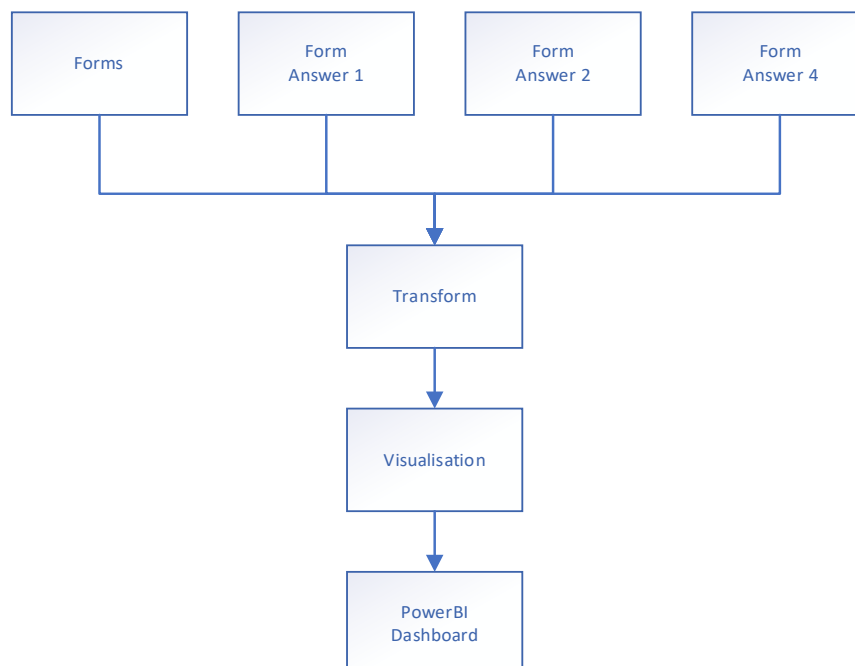 Forms
Form
Answer 1
Form
Answer 2
Form
Answer 4
Transform
Visualisation
PowerBI
Dashboard